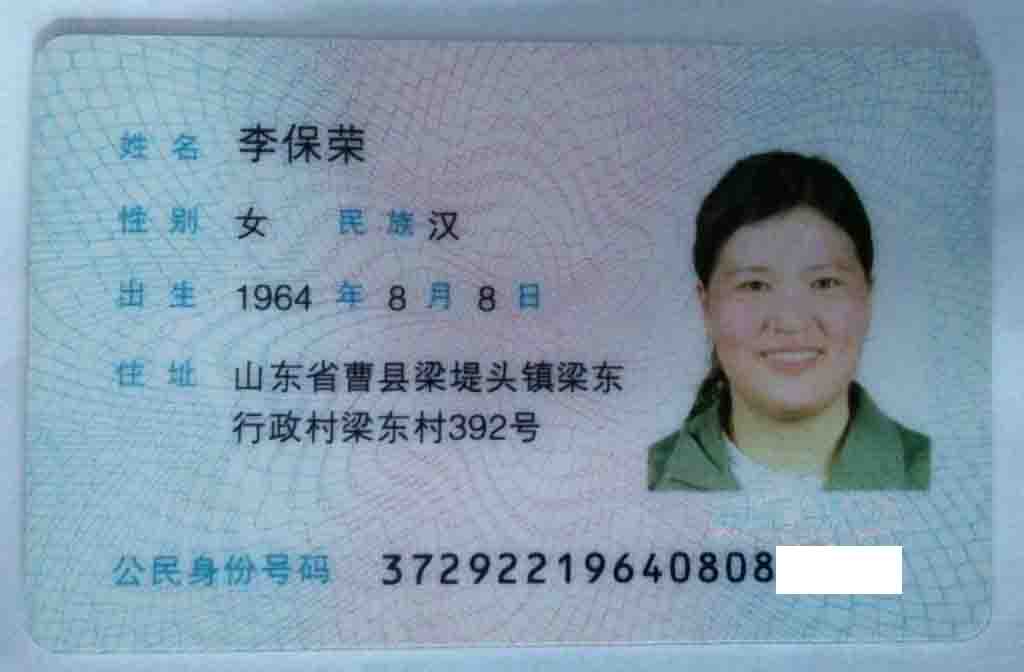 姓名 李保荣
性别 女 民族 汉
出生 1964 年 8 月 8 日
住址 山东省曹县梁堤头镇梁东
行政村梁东村392号
公民身份号码 37292219640808